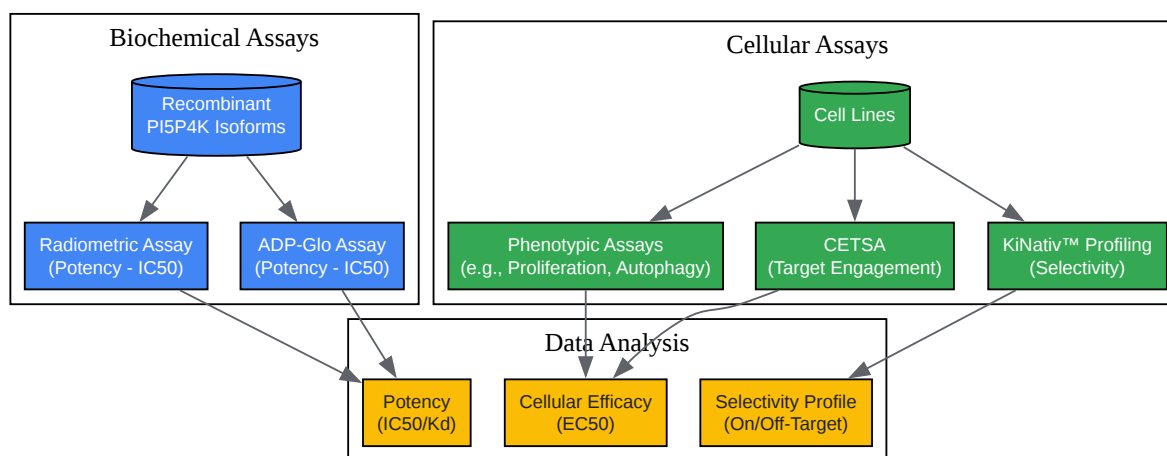 Biochemical Assays
Recombinant
PI5P4K Isoforms
Radiometric Assay
(Potency - IC50)
ADP-Glo Assay
(Potency - IC50)
Cellular Assays
Cell Lines
Phenotypic Assays
(e.g., Proliferation, Autophagy)
CETSA
(Target Engagement)
KiNativ™ Profiling
(Selectivity)
Data Analysis
Potency
(IC50/Kd)
Cellular Efficacy
(EC50)
Selectivity Profile
(On/Off-Target)